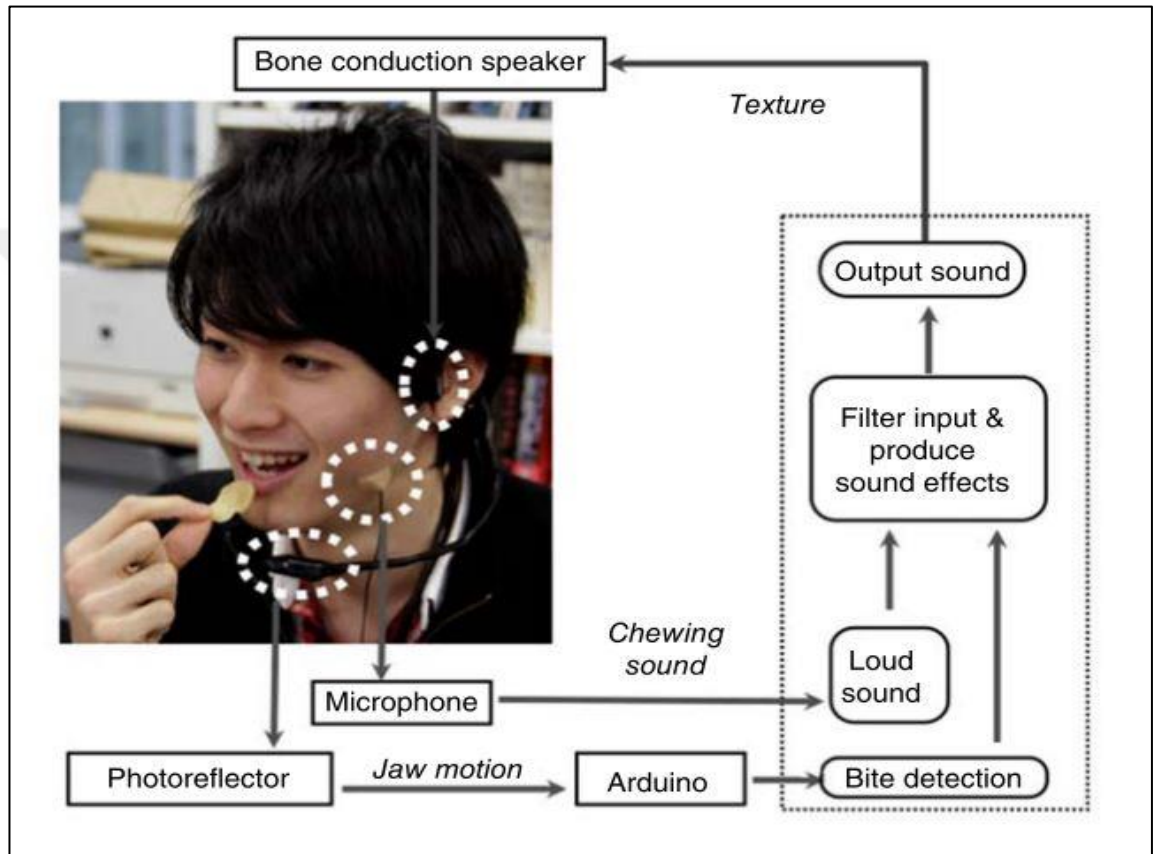 Bone conduction speaker
Texture
Output sound
Filter input &
produce
sound effects
Chewing
sound
Loud
sound
Microphone
Photoreflector
Jaw motion
Arduino
Bite detection